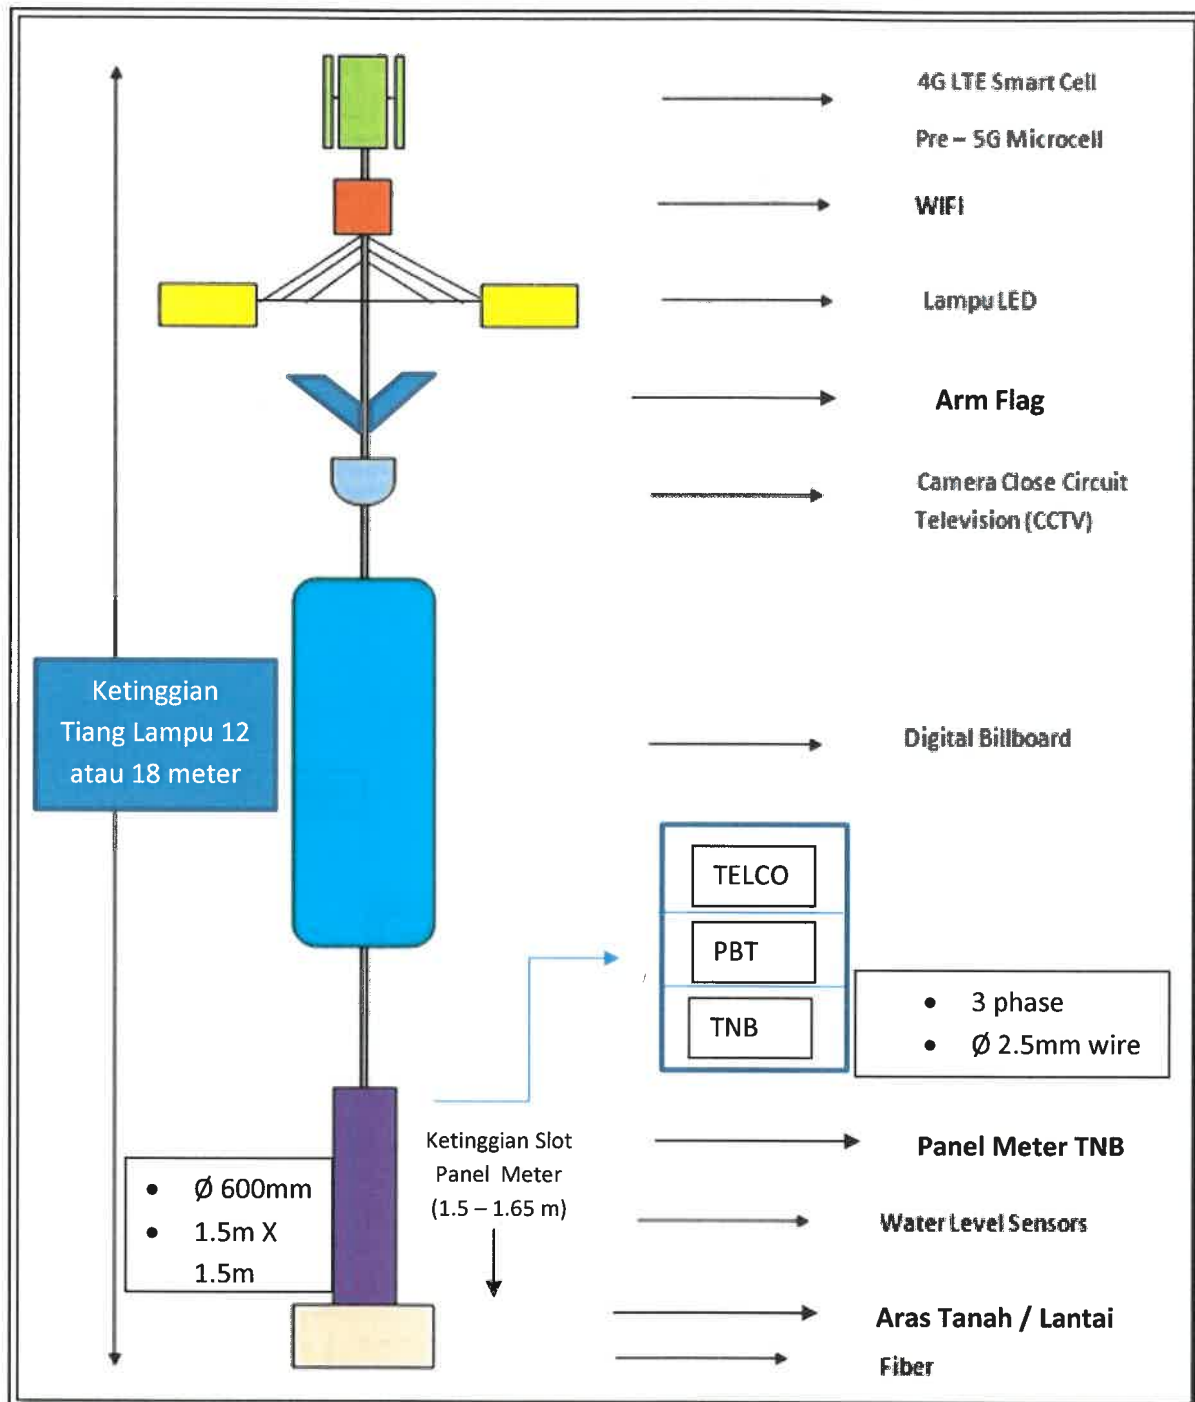 4G LTE Smart Cell
Pre – 5G Microcell
WIFI
Lampu LED
Arm Flag
Camera Close Circuit
Television (CCTV)
Ketinggian
Tiang Lampu 12
atau 18 meter
Digital Billboard
TELCO
PBT
TNB
• 3 phase
• Ø 2.5mm wire
Ketinggian Slot
Panel Meter
(1.5 – 1.65 m)
Panel Meter TNB
• Ø 600mm
• 1.5m X
1.5m
Water Level Sensors
Aras Tanah / Lantai
Fiber